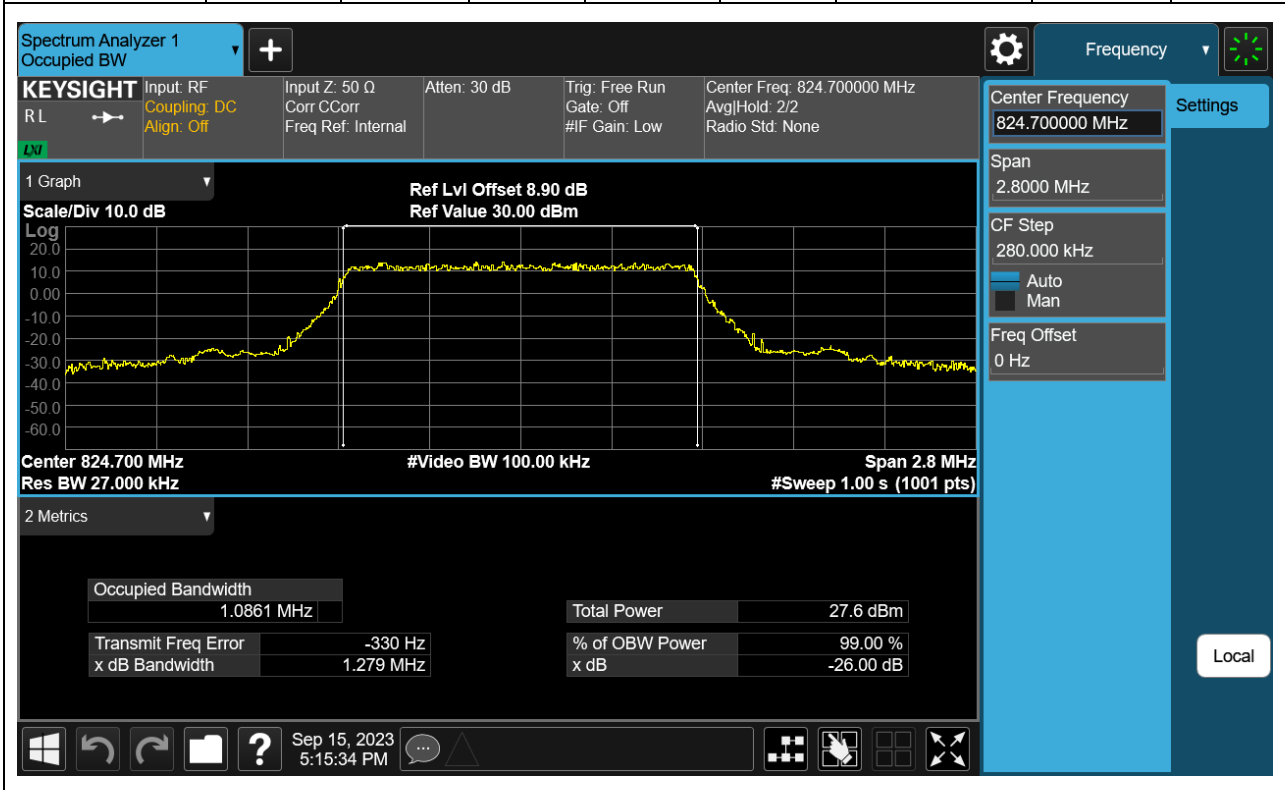 Spectrum Analyzer 1
Occupied BW
+
Frequency
KEYSIGHT
RL
LXI
Input: RF
Coupling: DC
Align: Off
Input Z: 50 Ω
Corr CCorr
Freq Ref: Internal
Atten: 30 dB
Trig: Free Run
Gate: Off
#IF Gain: Low
Center Freq: 824.700000 MHz
Avg|Hold: 2/2
Radio Std: None
Center Frequency
824.700000 MHz
Settings
Span
2.8000 MHz
CF Step
280.000 kHz
Auto
Man
Freq Offset
0 Hz
Local
1 Graph
Scale/Div 10.0 dB
Ref Lvl Offset 8.90 dB
Ref Value 30.00 dBm
Log
20.0
10.0
0.00
-10.0
-20.0
-30.0
-40.0
-50.0
-60.0
Center 824.700 MHz
#Video BW 100.00 kHz
Span 2.8 MHz
Res BW 27.000 kHz
#Sweep 1.00 s (1001 pts)
2 Metrics
Occupied Bandwidth
1.0861 MHz
Total Power 27.6 dBm
Transmit Freq Error -330 Hz
% of OBW Power 99.00 %
x dB Bandwidth 1.279 MHz
x dB -26.00 dB
?
Sep 15, 2023
5:15:34 PM